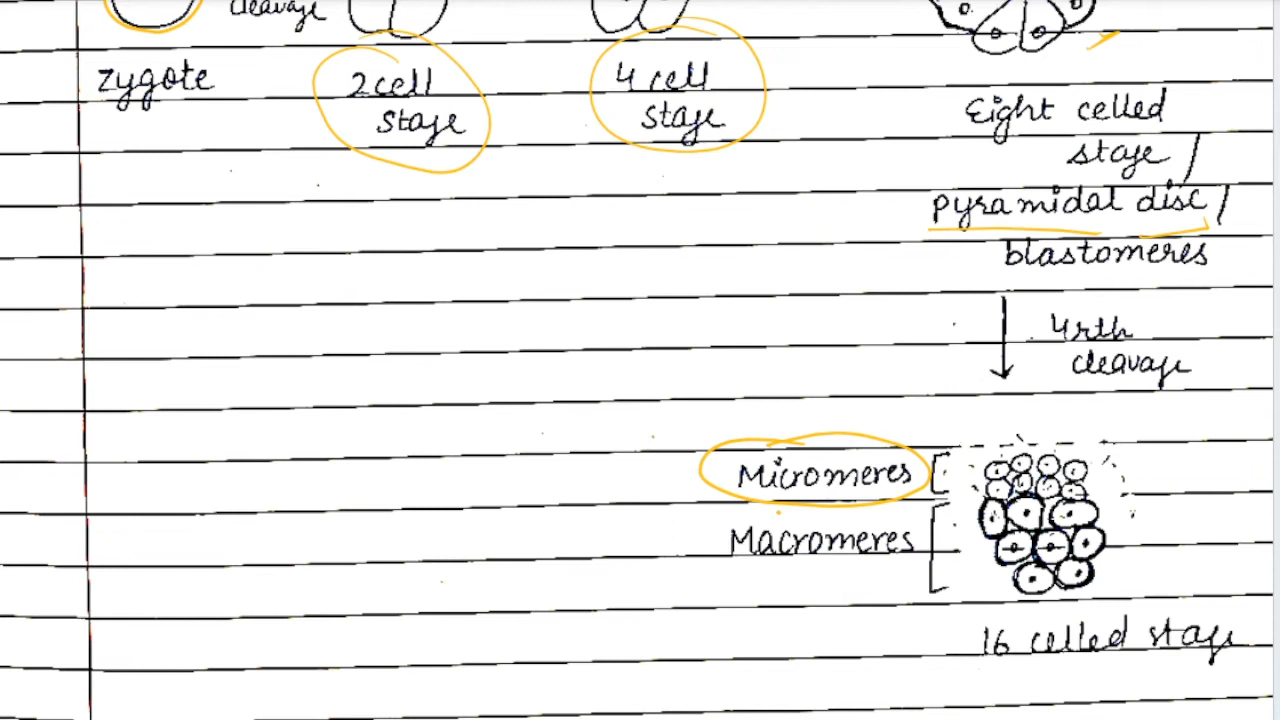 cleavage
zygote
2 cell
stage
4 cell
stage
Eight celled
stage /
pyramidal disc /
blastomeres
4rth
cleavage
Micromeres
Macromeres
16 celled stage